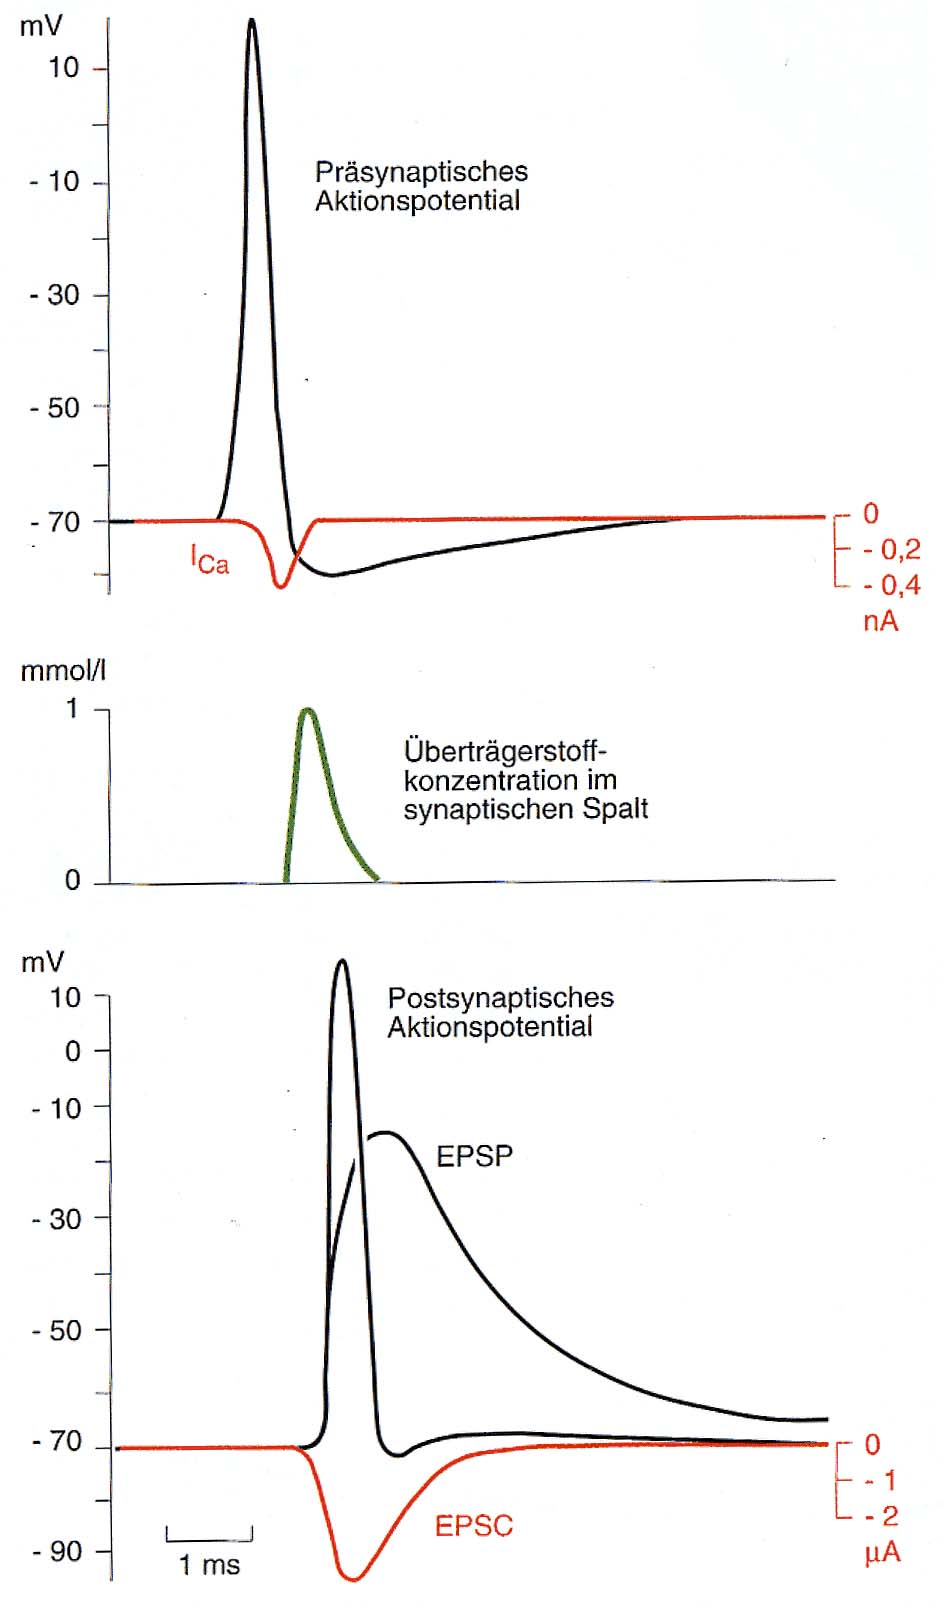 mV
10
- 10
Präsynaptisches
Aktionspotential
- 30
- 50
- 70
0
I Ca
- 0,2
- 0,4
nA
mmol/l
1
Überträgerstoff-
konzentration im
synaptischen Spalt
0
mV
10
Postsynaptisches
Aktionspotential
0
- 10
EPSP
- 30
- 50
- 70
0
- 1
EPSC
- 2
- 90
1 ms
µA